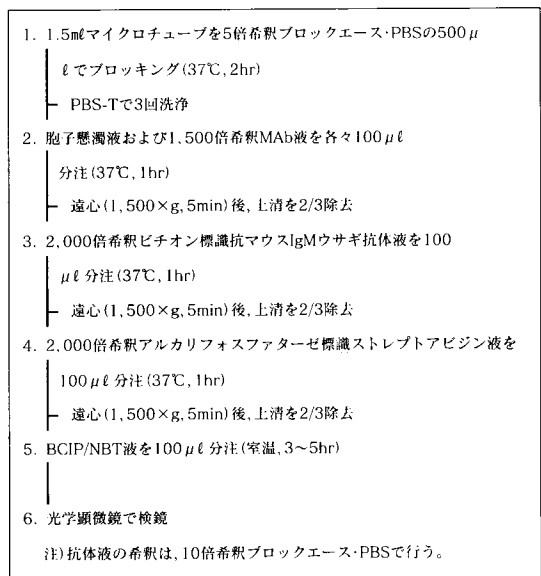 1. 1.5mℓマイクロチューブを5倍希釈ブロックエース·PBSの500μ
ℓでブロッキング(37℃,2hr)
PBS-Tで3回洗浄
2. 胞子懸濁液および1,500倍希釈MAb液を各々100μℓ
分注(37℃,1hr)
遠心(1,500×g,5min)後,上清を2/3除去
3. 2,000倍希釈ビチオン標識抗マウスIgMウサギ抗体液を100
μℓ分注(37℃,1hr)
遠心(1,500×g,5min)後,上清を2/3除去
4. 2,000倍希釈アルカリフォスファターゼ標識ストレプトアビジン液を
100μℓ分注(37℃,1hr)
遠心(1,500×g,5min)後,上清を2/3除去
5. BCIP/NBT液を100μℓ分注(室温,3〜5hr)
6. 光学顕微鏡で検鏡
注)抗体液の希釈は,10倍希釈ブロックエース·PBSで行う。